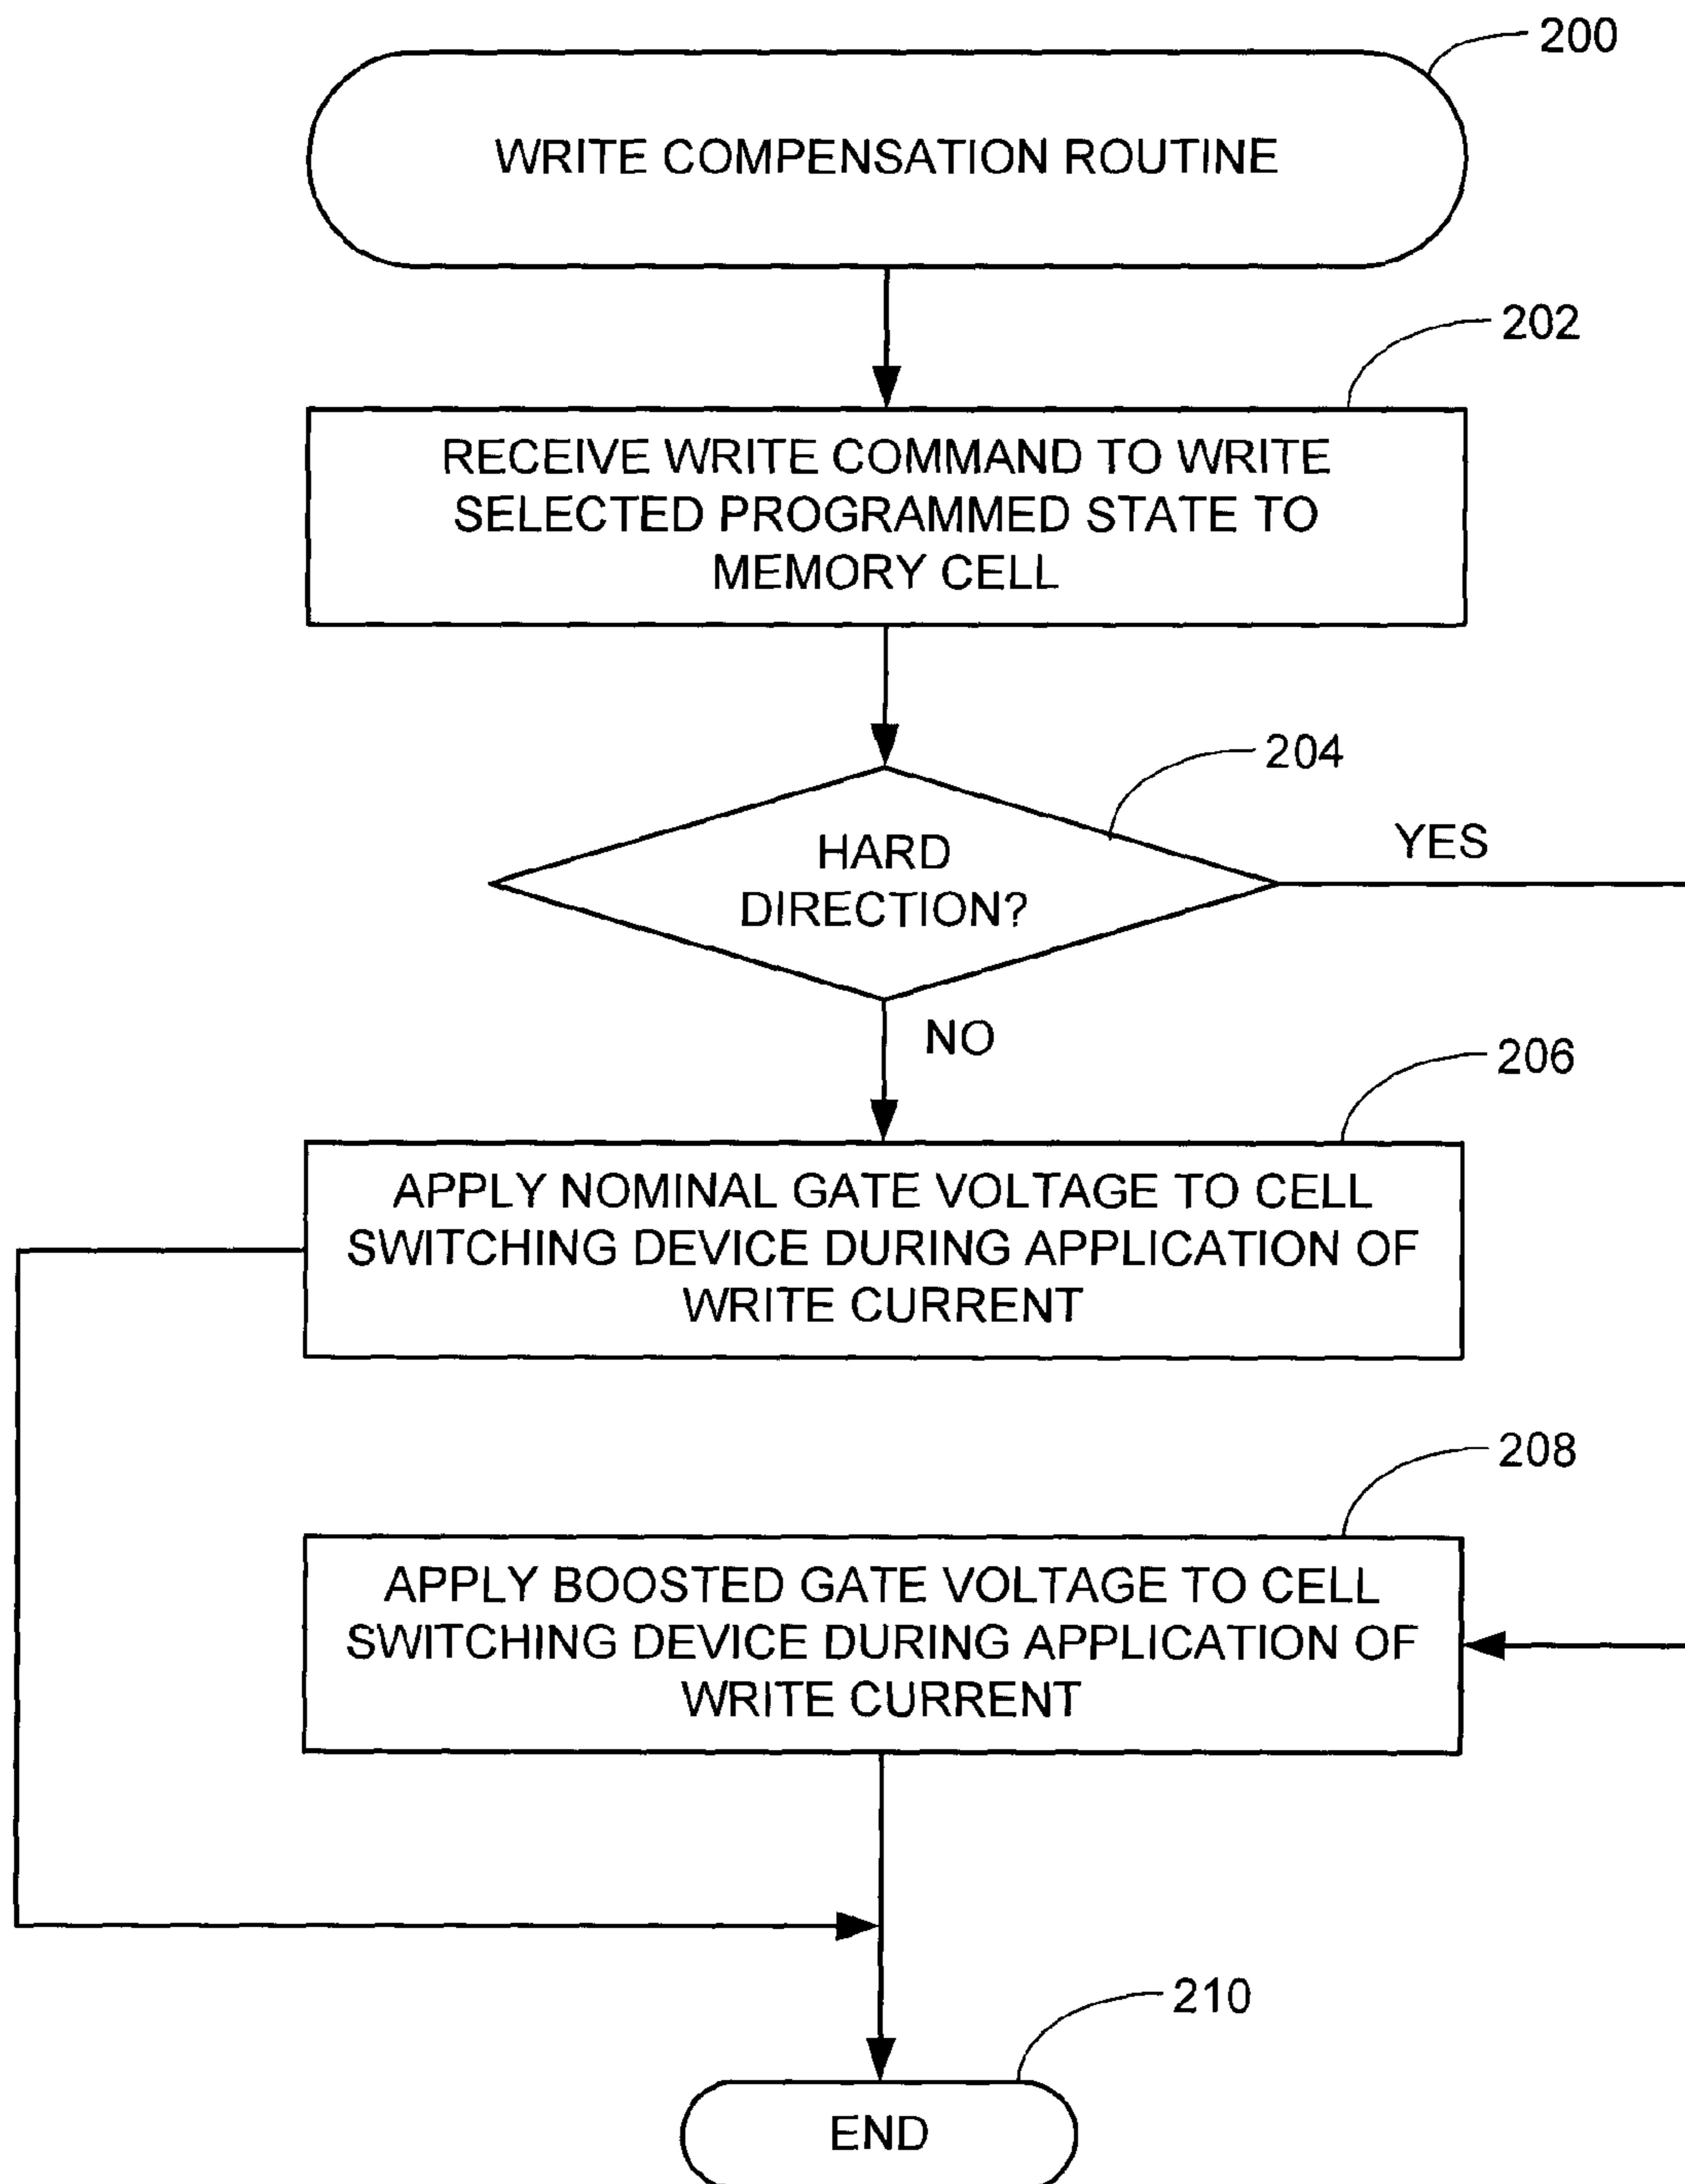 200
WRITE COMPENSATION ROUTINE
202
RECEIVE WRITE COMMAND TO WRITE
SELECTED PROGRAMMED STATE TO
MEMORY CELL
204
HARD
DIRECTION?
YES
NO
206
APPLY NOMINAL GATE VOLTAGE TO CELL
SWITCHING DEVICE DURING APPLICATION OF
WRITE CURRENT
208
APPLY BOOSTED GATE VOLTAGE TO CELL
SWITCHING DEVICE DURING APPLICATION OF
WRITE CURRENT
210
END